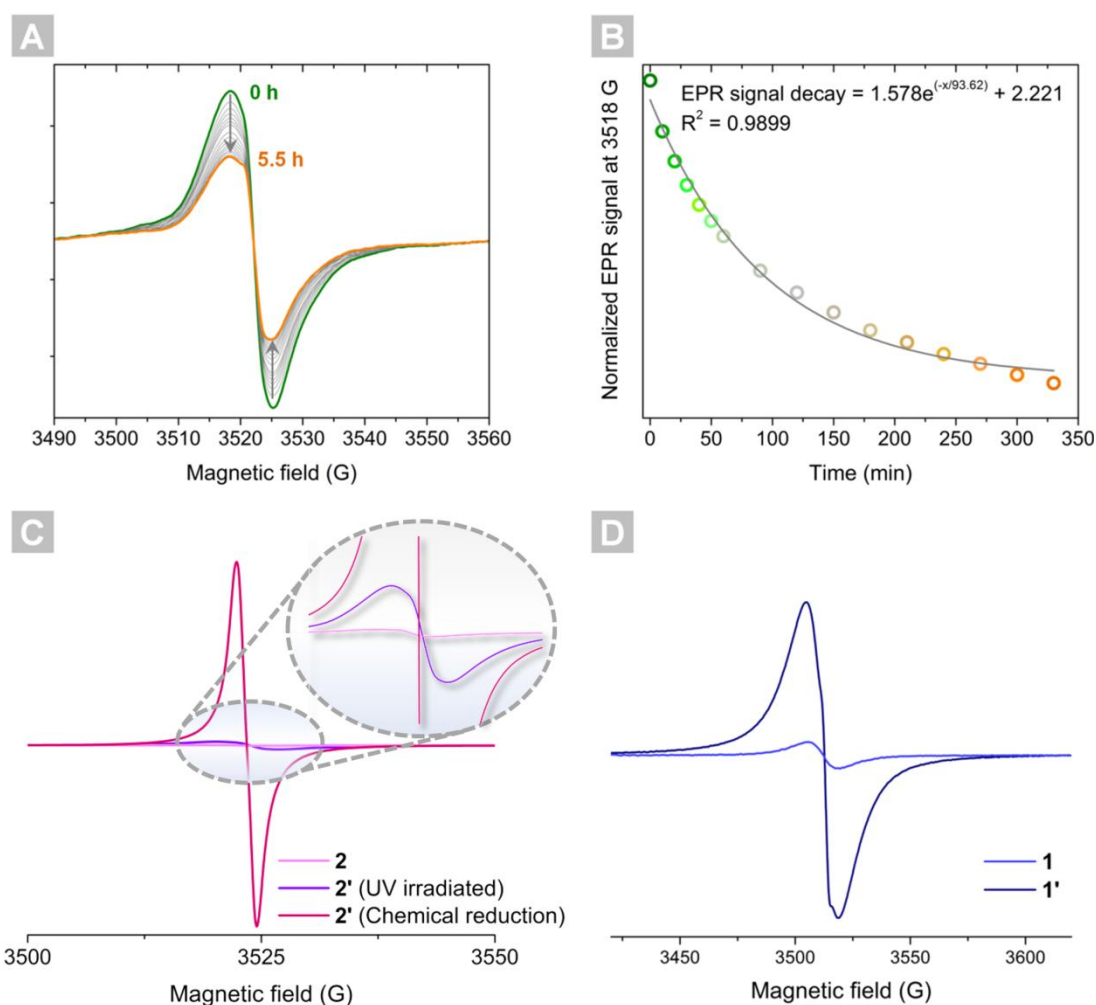 A
0 h
5.5 h
3490 3500 3510 3520 3530 3540 3550 3560
Magnetic field (G)
B
Normalized EPR signal at 3518 G
EPR signal decay = 1.578e^(-x/93.62) + 2.221
R² = 0.9899
0 50 100 150 200 250 300 350
Time (min)
C
2
2' (UV irradiated)
2' (Chemical reduction)
3500 3525 3550
Magnetic field (G)
D
1
1'
3450 3500 3550 3600
Magnetic field (G)